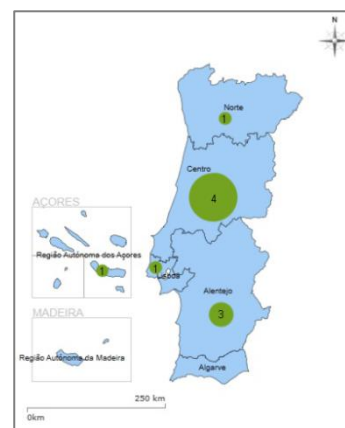 N
Norte
1
Centro
4
AÇORES
Região Autónoma dos Açores
1
1
Lisboa
Alentejo
3
MADEIRA
Região Autónoma da Madeira
Algarve
250 km
0km